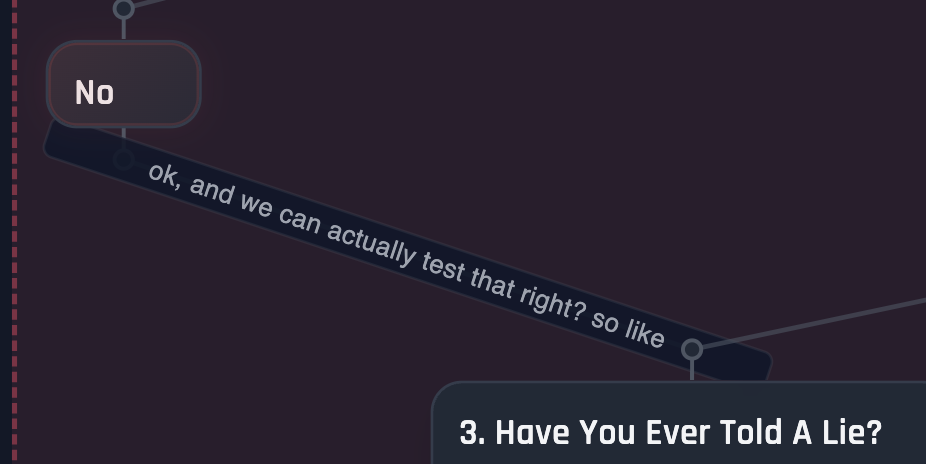 No
ok, and we can actually test that right? so like
3. Have You Ever Told A Lie?